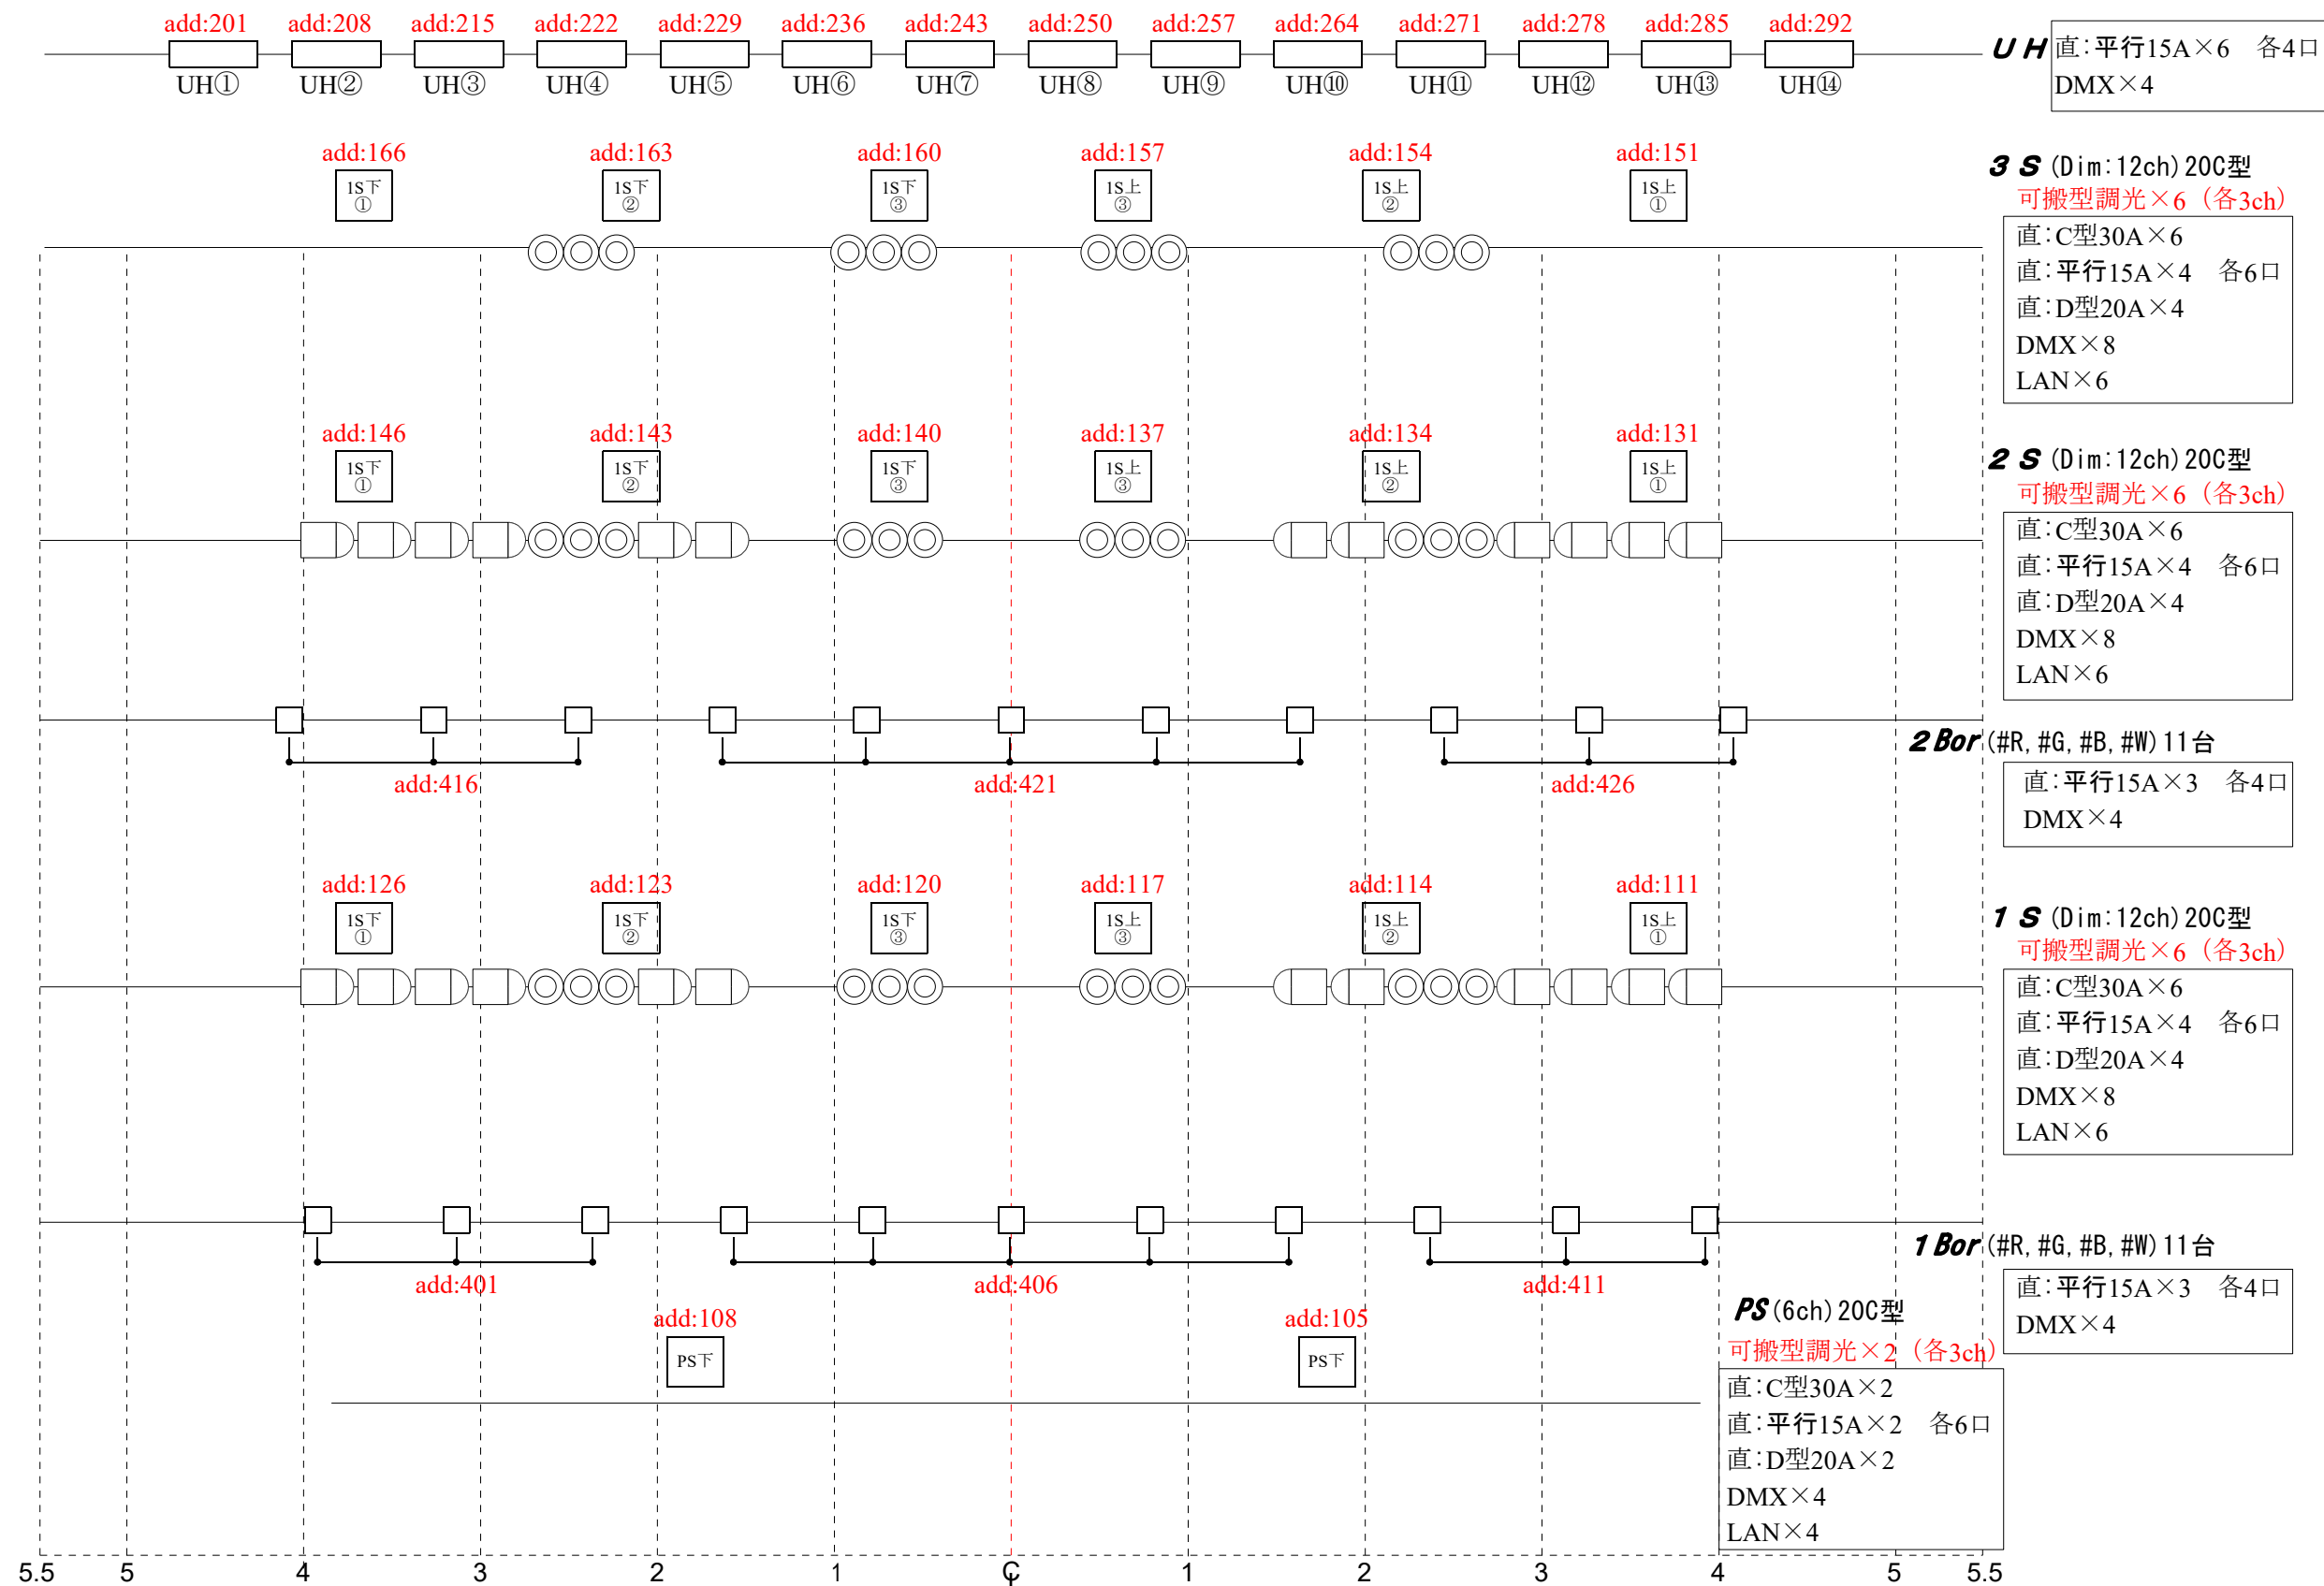 add:201 add:208 add:215 add:222 add:229 add:236 add:243 add:250 add:257 add:264 add:271 add:278 add:285 add:292
UH① UH② UH③ UH④ UH⑤ UH⑥ UH⑦ UH⑧ UH⑨ UH⑩ UH⑪ UH⑫ UH⑬ UH⑭
UH
直:平行15A×6 各4口
DMX×4
add:166 add:163 add:160 add:157 add:154 add:151
1S下 1S下 1S下 1S上 1S上 1S上
① ② ③ ③ ② ①
3 S (Dim:12ch)20C型
可搬型調光×6 (各3ch)
直:C型30A×6
直:平行15A×4 各6口
直:D型20A×4
DMX×8
LAN×6
add:146 add:143 add:140 add:137 add:134 add:131
1S下 1S下 1S下 1S上 1S上 1S上
① ② ③ ③ ② ①
2 S (Dim:12ch)20C型
可搬型調光×6 (各3ch)
直:C型30A×6
直:平行15A×4 各6口
直:D型20A×4
DMX×8
LAN×6
2 Bor (#R,#G,#B,#W)11台
add:416 add:421 add:426
直:平行15A×3 各4口
DMX×4
add:126 add:123 add:120 add:117 add:114 add:111
1S下 1S下 1S下 1S上 1S上 1S上
① ② ③ ③ ② ①
1 S (Dim:12ch)20C型
可搬型調光×6 (各3ch)
直:C型30A×6
直:平行15A×4 各6口
直:D型20A×4
DMX×8
LAN×6
1 Bor (#R,#G,#B,#W)11台
add:401 add:406 add:411
直:平行15A×3 各4口
DMX×4
add:108 add:105
PS下 PS下
PS(6ch)20C型
可搬型調光×2 (各3ch)
直:C型30A×2
直:平行15A×2 各6口
直:D型20A×2
DMX×4
LAN×4
5.5 5 4 3 2 1 ℄ 1 2 3 4 5 5.5